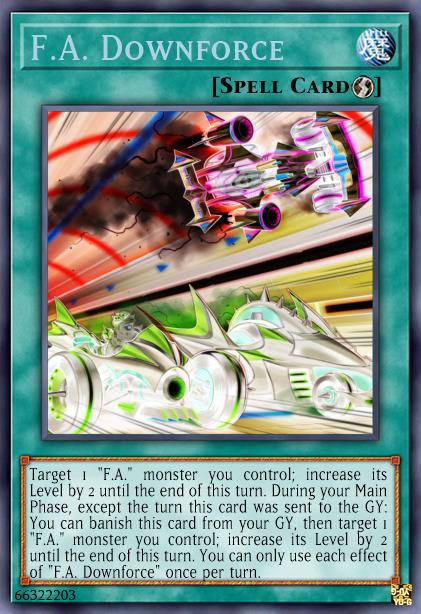 F.A. Downforce
魔
[Spell Card]
Target 1 "F.A." monster you control; increase its
Level by 2 until the end of this turn. During your Main
Phase, except the turn this card was sent to the GY:
You can banish this card from your GY, then target 1
"F.A." monster you control; increase its Level by 2
until the end of this turn. You can only use each effect
of "F.A. Downforce" once per turn.
66322203